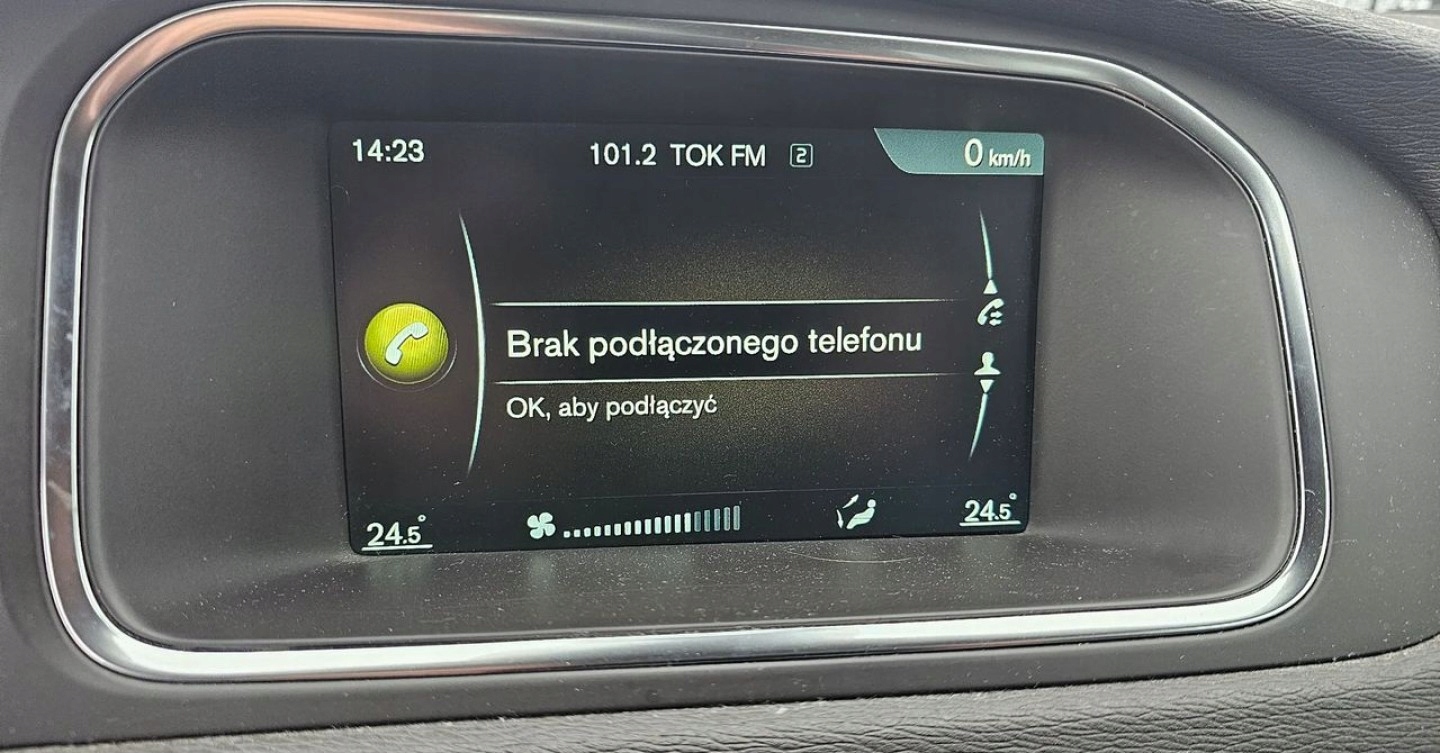 14:23 101.2 TOK FM 2 0 km/h
Brak podłączonego telefonu
OK, aby podłączyć
24.5° 24.5°